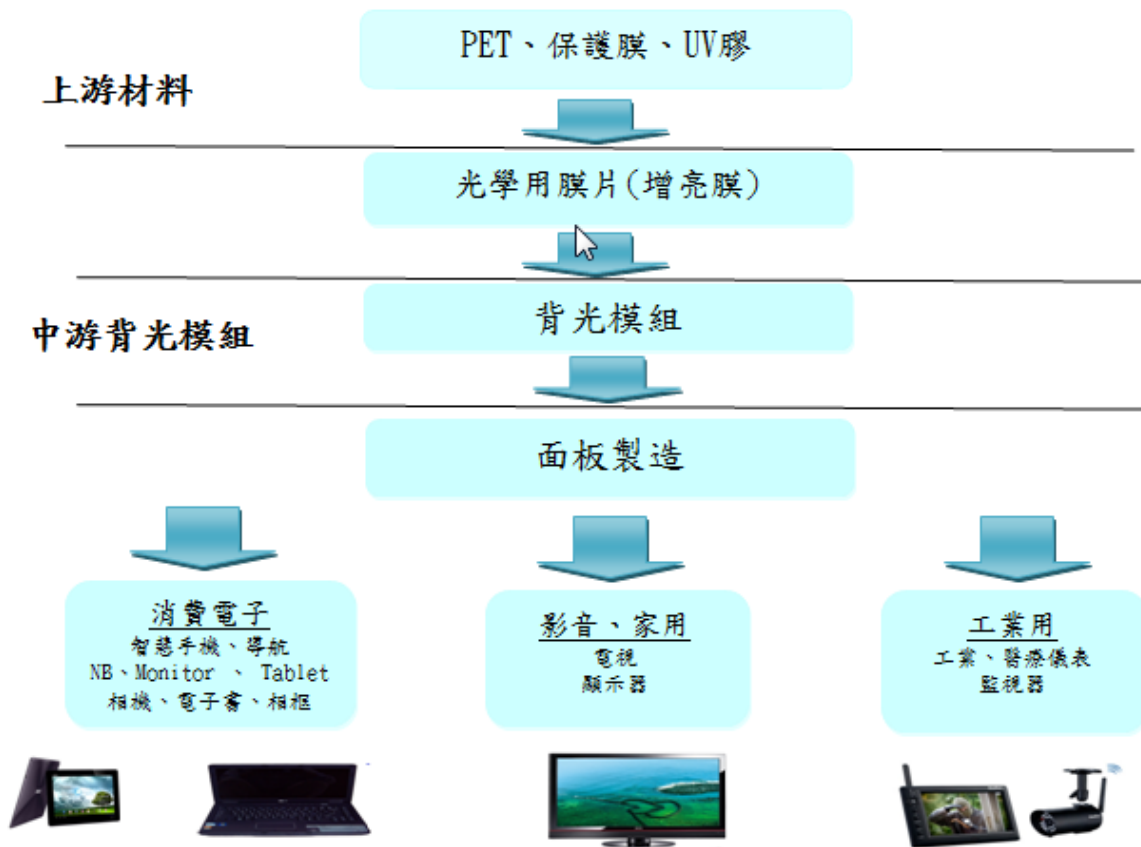 PET、保護膜、UV膠
上游材料
光學用膜片(增亮膜)
背光模組
中游背光模組
面板製造
消費電子
智慧手機、導航
NB、Monitor 、 Tablet
相機、電子書、相框
影音、家用
電視
顯示器
工業用
工業、醫療儀表
監視器